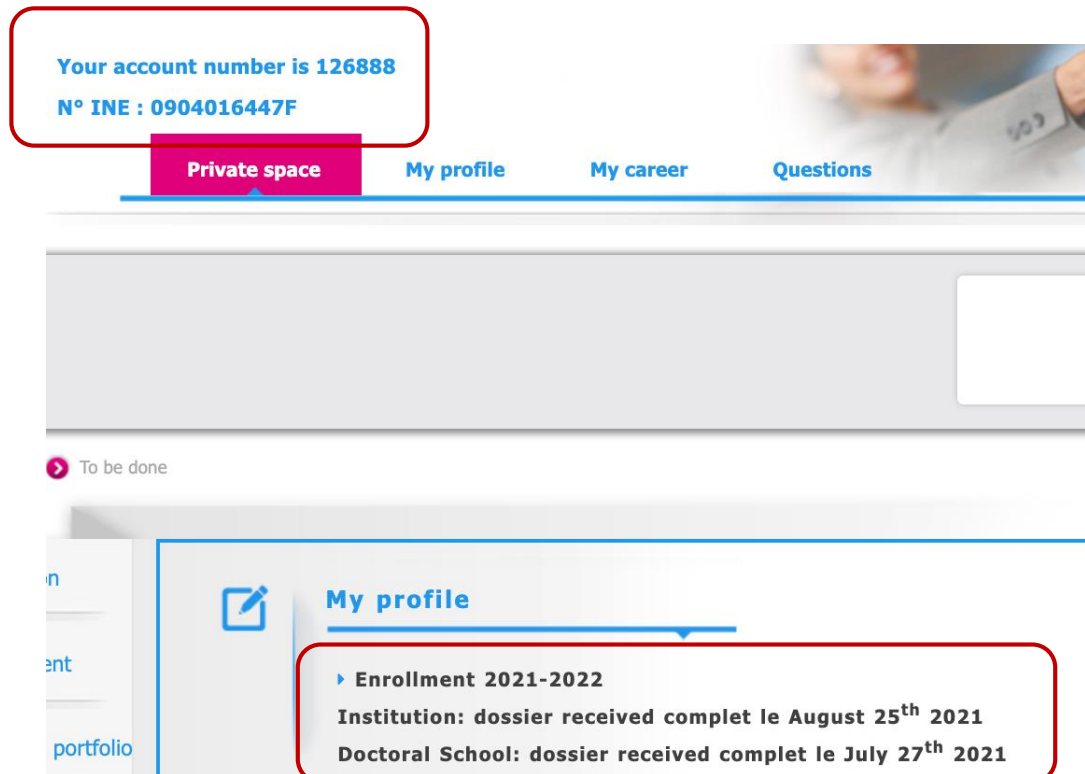 Your account number is 126888
N° INE : 0904016447F
Private space My profile My career Questions
To be done
on
ent
portfolio
My profile
Enrollment 2021-2022
Institution: dossier received complet le August 25th 2021
Doctoral School: dossier received complet le July 27th 2021